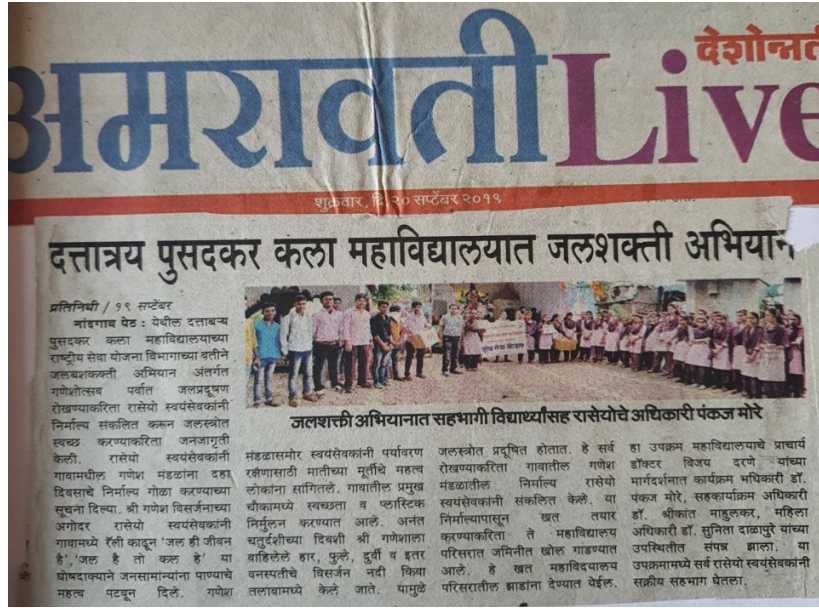 देशोन्नती
अमरावती Live
शुक्रवार, दि.२० सप्टेंबर २०१९
दत्तात्रय पुसदकर कला महाविद्यालयात जलशक्ती अभियान
प्रतिनिधी / १९ सप्टेंबर
नांदगाव पेठ : येथील दत्ताबत्र्य
पुसदकर कला महाविद्यालयाच्या
राष्ट्रीय सेवा योजना विभागाच्या वतीने
जलबशकक्ती अभियान अंतर्गत
गणेशोत्सब पर्वात जलप्रदूषण
रोखण्याकरिता रासेयो स्वयंसेवकांनी
निर्माल्य संकलित करून जलस्त्रोत
स्वच्छ करण्याकरिता जनजागृती
केली. रासेयो स्वयंसेवकांनी
गाबामधील गणेश मंडळांना दहा
दिवसाचे निर्माल्य गोळा करण्याच्या
सूचना दिल्या. श्री गणेश विसर्जनाच्या
अगोदर रासेयो स्वयंसेवकांनी
गाबामध्ये रॅली काढून 'जल ही जीवन
है','जल है तो कल है' या
घोषदाक्याने जनसामांन्यांना पाण्याचे
महत्व पटवून दिले. गणेश
जलशक्ती अभियानात सहभागी विद्यार्थ्यांसह रासेयोचे अधिकारी पंकज मोरे
मंडळासमोर स्वयंसेवकांनी पर्यावरण
रक्षणासाठी मातीच्या मूर्तीचे महत्व
लोकांना सांगितले. गावातील प्रमुख
चौकामध्ये स्वच्छता व प्लास्टिक
निर्मुलन करण्यात आले. अनंत
चतुर्दशीच्या दिवशी श्री गणेशाला
बाहिलेले हार, फुले, दुर्वी व इतर
वनस्पतीचे विसर्जन नदी किंवा
तलाबामध्ये केले जाते. यामुळे
जलस्त्रोत प्रदूषित होतात. हे सर्व
रोखण्याकरिता गावातील गणेश
मंडळातील निर्माल्य रासेयो
स्वयंसेवकांनी संकलित केले. या
निर्माल्यापासून खत तयार
करण्याकरिता ते महाविद्यालय
परिसरात जमिनीत खोल गाडण्यात
आले. हे खत महाविदयालय
परिसरातील झाडांना देण्यात येईल.
हा उपक्रम महाविद्यालयाचे प्राचार्य
डॉक्टर विजय दरणे यांच्या
मार्गदर्शनात कार्यक्रम अधिकारी डॉ.
पंकज मोरे, सहकार्याक्रम अधिकारी
डॉ. श्रीकांत माहुलकर, महिला
अधिकारी डॉ. सुनिता दाळापुरे यांच्या
उपस्थितीत संपन्न झाला. या
उपक्रमामध्ये सर्व रासेयो स्वयंसेवकांनी
सक्रीय सहभाग घेतला.